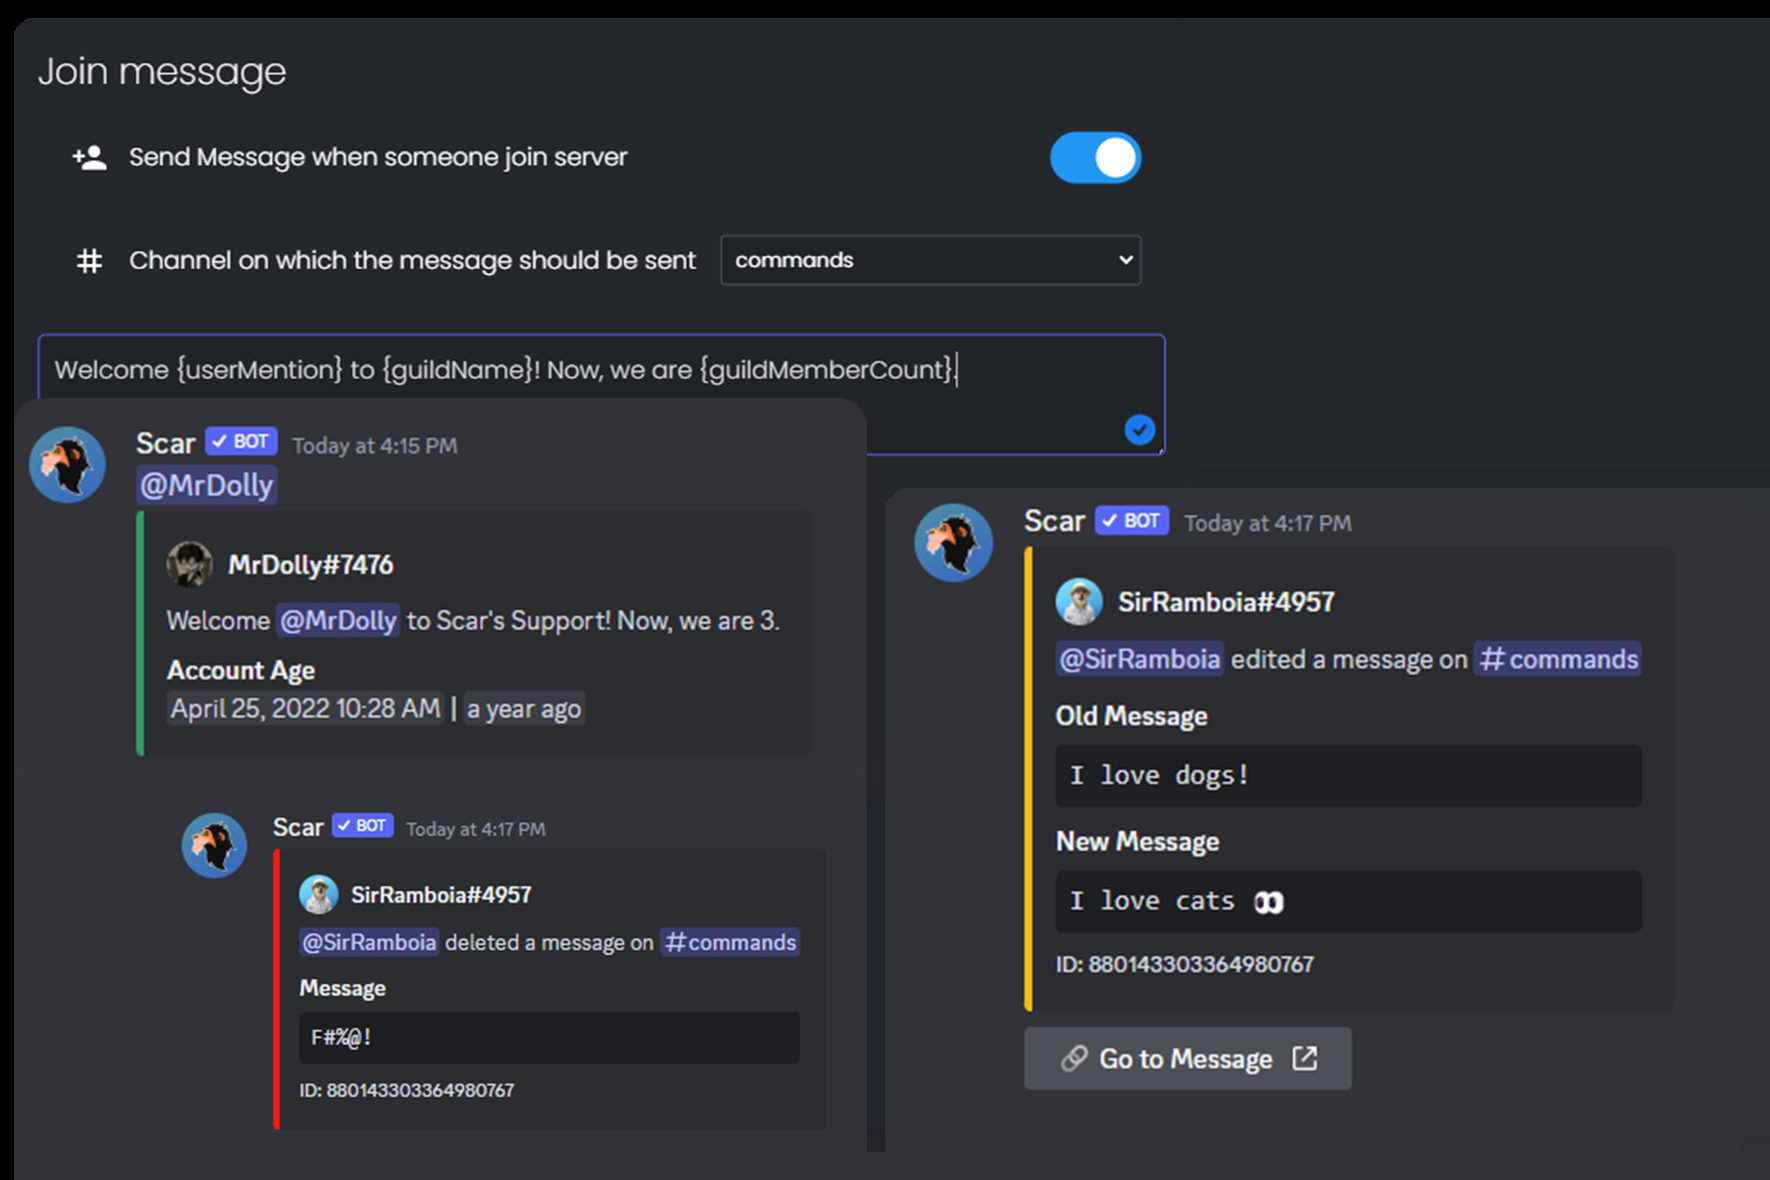 Join message
Send Message when someone join server
Channel on which the message should be sent
commands
Welcome {userMention} to {guildName}! Now, we are {guildMemberCount}.
Scar ✓ BOT Today at 4:15 PM
@MrDolly
MrDolly#7476
Welcome @MrDolly to Scar's Support! Now, we are 3.
Account Age
April 25, 2022 10:28 AM | a year ago
Scar ✓ BOT Today at 4:17 PM
SirRamboia#4957
@SirRamboia deleted a message on #commands
Message
F#%@!
ID: 880143303364980767
Scar ✓ BOT Today at 4:17 PM
SirRamboia#4957
@SirRamboia edited a message on #commands
Old Message
I love dogs!
New Message
I love cats 👀
ID: 880143303364980767
Go to Message